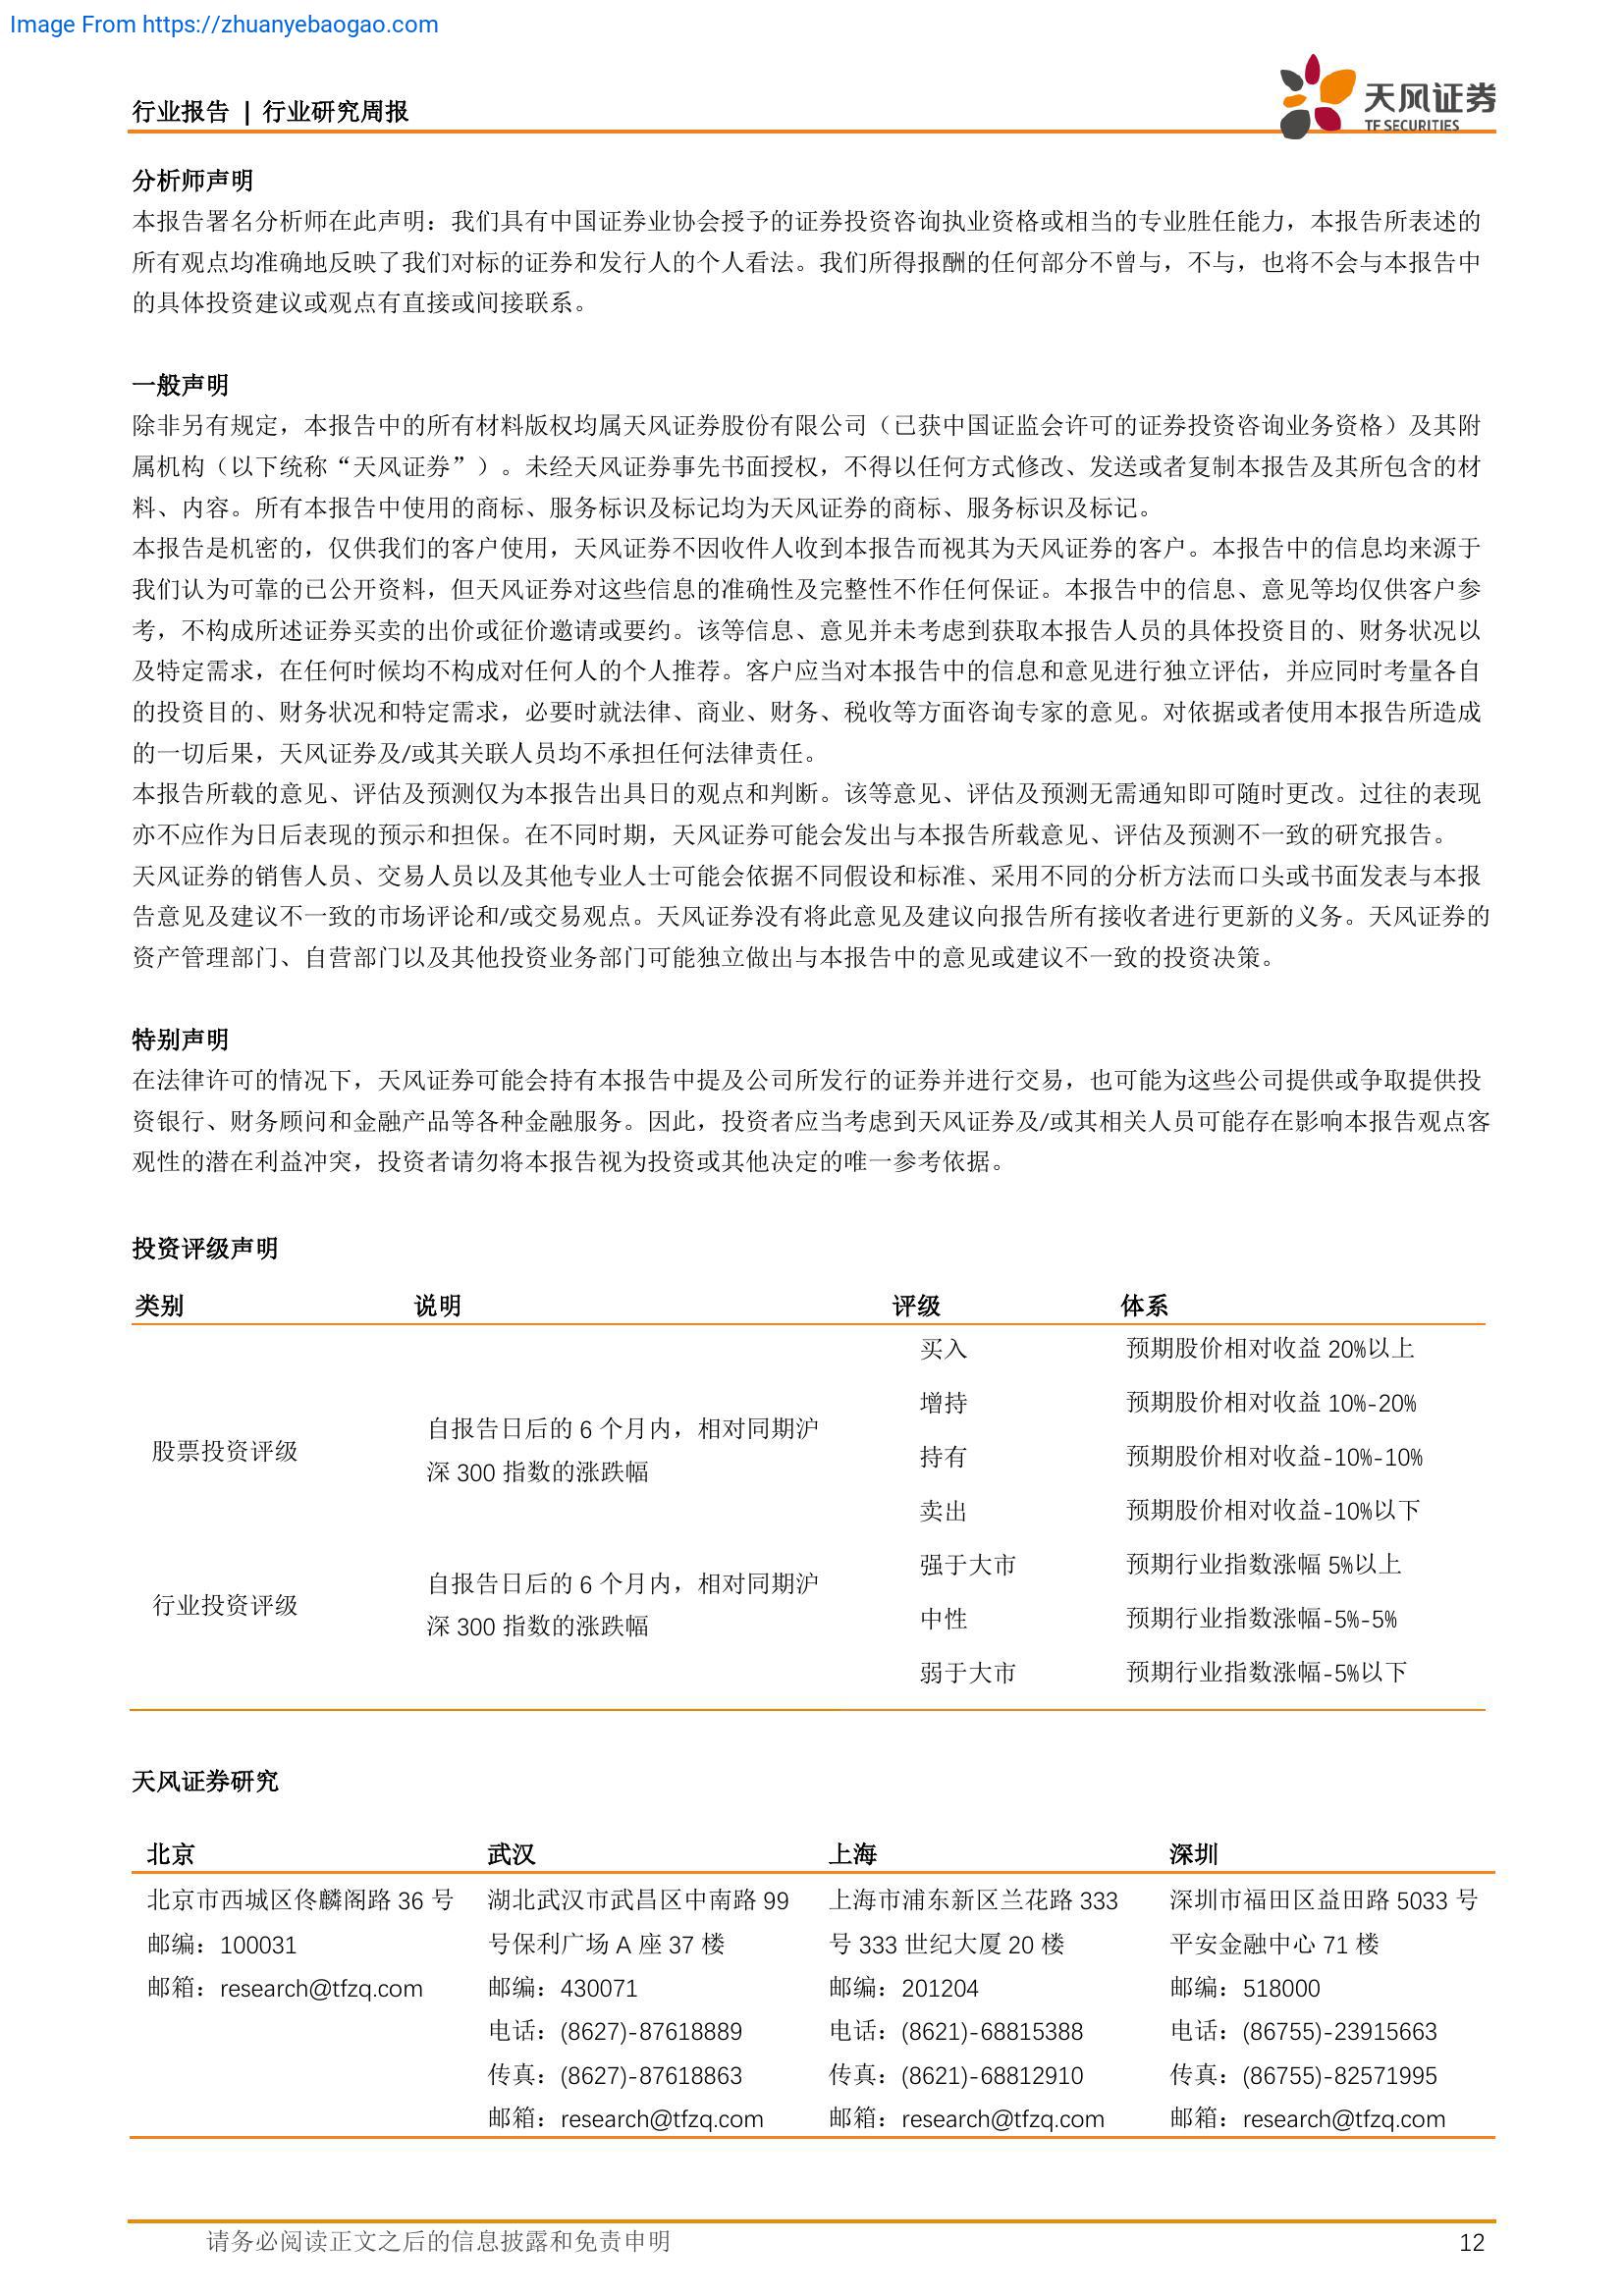 Image From https://zhuanyebaogao.com
行业报告 | 行业研究周报
天风证券
TF SECURITIES
分析师声明
本报告署名分析师在此声明：我们具有中国证券业协会授予的证券投资咨询执业资格或相当的专业胜任能力，本报告所表述的
所有观点均准确地反映了我们对标的证券和发行人的个人看法。我们所得报酬的任何部分不曾与，不与，也将不会与本报告中
的具体投资建议或观点有直接或间接联系。
一般声明
除非另有规定，本报告中的所有材料版权均属天风证券股份有限公司（已获中国证监会许可的证券投资咨询业务资格）及其附
属机构（以下统称“天风证券”）。未经天风证券事先书面授权，不得以任何方式修改、发送或者复制本报告及其所包含的材
料、内容。所有本报告中使用的商标、服务标识及标记均为天风证券的商标、服务标识及标记。
本报告是机密的，仅供我们的客户使用，天风证券不因收件人收到本报告而视其为天风证券的客户。本报告中的信息均来源于
我们认为可靠的已公开资料，但天风证券对这些信息的准确性及完整性不作任何保证。本报告中的信息、意见等均仅供客户参
考，不构成所述证券买卖的出价或征价邀请或要约。该等信息、意见并未考虑到获取本报告人员的具体投资目的、财务状况以
及特定需求，在任何时候均不构成对任何人的个人推荐。客户应当对本报告中的信息和意见进行独立评估，并应同时考量各自
的投资目的、财务状况和特定需求，必要时就法律、商业、财务、税收等方面咨询专家的意见。对依据或者使用本报告所造成
的一切后果，天风证券及/或其关联人员均不承担任何法律责任。
本报告所载的意见、评估及预测仅为本报告出具日的观点和判断。该等意见、评估及预测无需通知即可随时更改。过往的表现
亦不应作为日后表现的预示和担保。在不同时期，天风证券可能会发出与本报告所载意见、评估及预测不一致的研究报告。
天风证券的销售人员、交易人员以及其他专业人士可能会依据不同假设和标准、采用不同的分析方法而口头或书面发表与本报
告意见及建议不一致的市场评论和/或交易观点。天风证券没有将此意见及建议向报告所有接收者进行更新的义务。天风证券的
资产管理部门、自营部门以及其他投资业务部门可能独立做出与本报告中的意见或建议不一致的投资决策。
特别声明
在法律许可的情况下，天风证券可能会持有本报告中提及公司所发行的证券并进行交易，也可能为这些公司提供或争取提供投
资银行、财务顾问和金融产品等各种金融服务。因此，投资者应当考虑到天风证券及/或其相关人员可能存在影响本报告观点客
观性的潜在利益冲突，投资者请勿将本报告视为投资或其他决定的唯一参考依据。
投资评级声明
类别 说明 评级 体系
股票投资评级
自报告日后的 6 个月内，相对同期沪
深 300 指数的涨跌幅
买入 预期股价相对收益 20%以上
增持 预期股价相对收益 10%-20%
持有 预期股价相对收益-10%-10%
卖出 预期股价相对收益-10%以下
行业投资评级
自报告日后的 6 个月内，相对同期沪
深 300 指数的涨跌幅
强于大市 预期行业指数涨幅 5%以上
中性 预期行业指数涨幅-5%-5%
弱于大市 预期行业指数涨幅-5%以下
天风证券研究
北京 武汉 上海 深圳
北京市西城区佟麟阁路 36 号
邮编：100031
邮箱：research@tfzq.com
湖北武汉市武昌区中南路 99
号保利广场 A 座 37 楼
邮编：430071
电话：(8627)-87618889
传真：(8627)-87618863
邮箱：research@tfzq.com
上海市浦东新区兰花路 333
号 333 世纪大厦 20 楼
邮编：201204
电话：(8621)-68815388
传真：(8621)-68812910
邮箱：research@tfzq.com
深圳市福田区益田路 5033 号
平安金融中心 71 楼
邮编：518000
电话：(86755)-23915663
传真：(86755)-82571995
邮箱：research@tfzq.com
请务必阅读正文之后的信息披露和免责申明 12